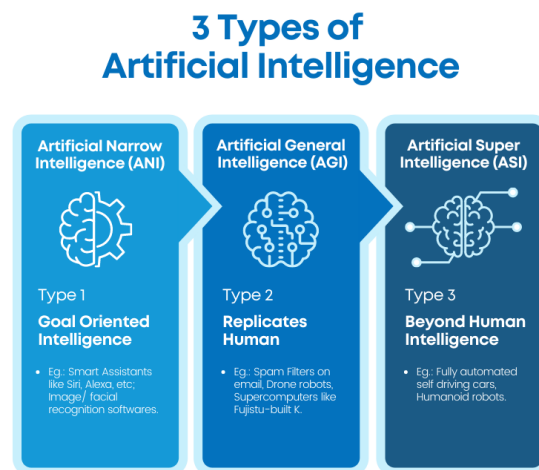 3 Types of
Artificial Intelligence
Artificial Narrow
Intelligence (ANI)
Type 1
Goal Oriented
Intelligence
• Eg.: Smart Assistants
like Siri, Alexa, etc;
Image/ facial
recognition softwares.
Artificial General
Intelligence (AGI)
Type 2
Replicates
Human
• Eg.: Spam Filters on
email, Drone robots,
Supercomputers like
Fujistu-built K.
Artificial Super
Intelligence (ASI)
Type 3
Beyond Human
Intelligence
• Eg.: Fully automated
self driving cars,
Humanoid robots.